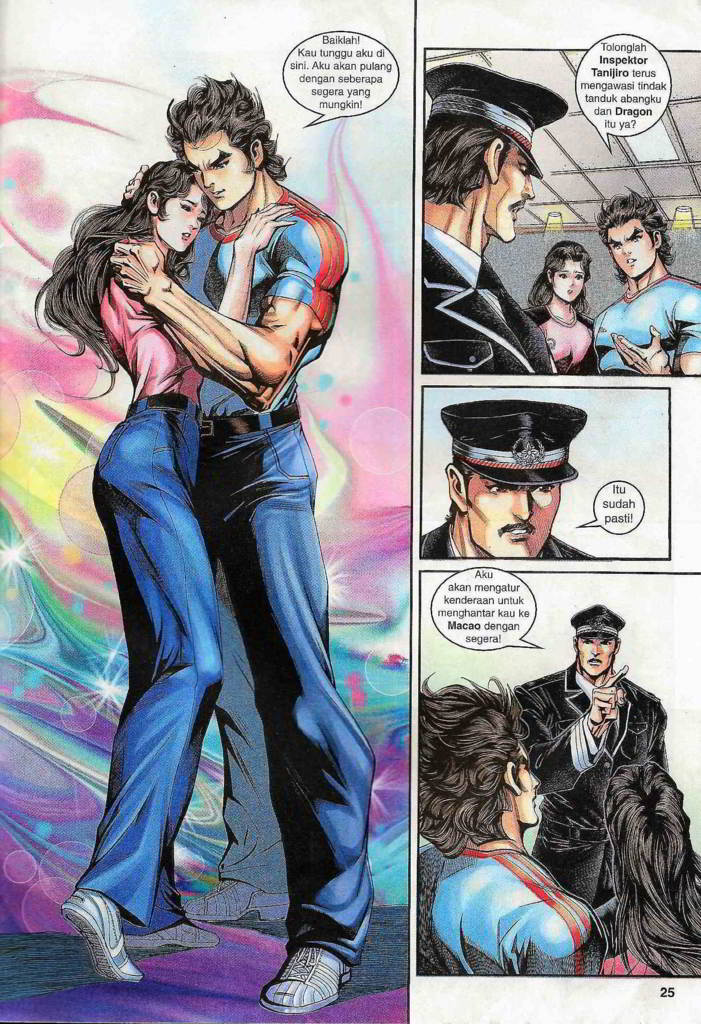 Baiklah!
Kau tunggu aku di
sini. Aku akan pulang
dengan seberapa
segera yang
mungkin!
Tolonglah
Inspektor
Tanijiro terus
mengawasi tindak
tanduk abangku
dan Dragon
itu ya?
Itu
sudah
pasti!
Aku
akan mengatur
kenderaan untuk
menghantar kau ke
Macao dengan
segera!
25